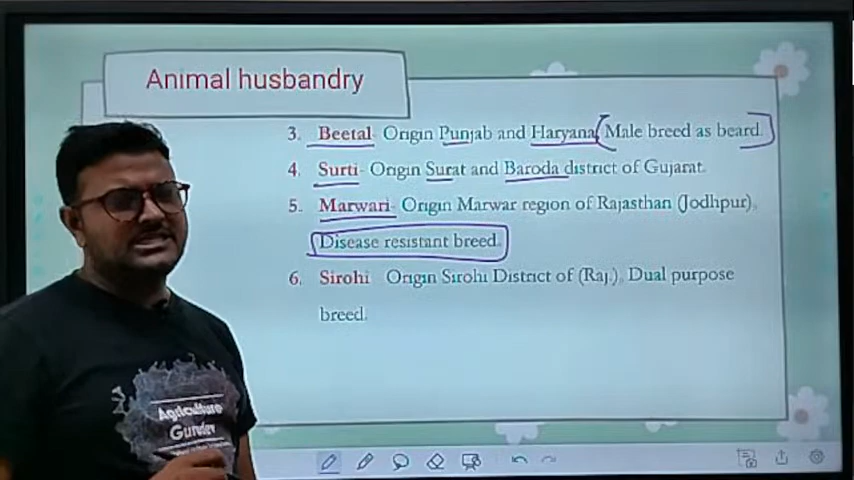 Animal husbandry
3. Beetal- Origin Punjab and Haryana (Male breed as beard.
4. Surti- Origin Surat and Baroda district of Gujarat.
5. Marwari- Origin Marwar region of Rajasthan (Jodhpur).
Disease resistant breed.
6. Sirohi Origin Sirohi District of (Raj.), Dual purpose
breed.
Agriculture
Gurudev